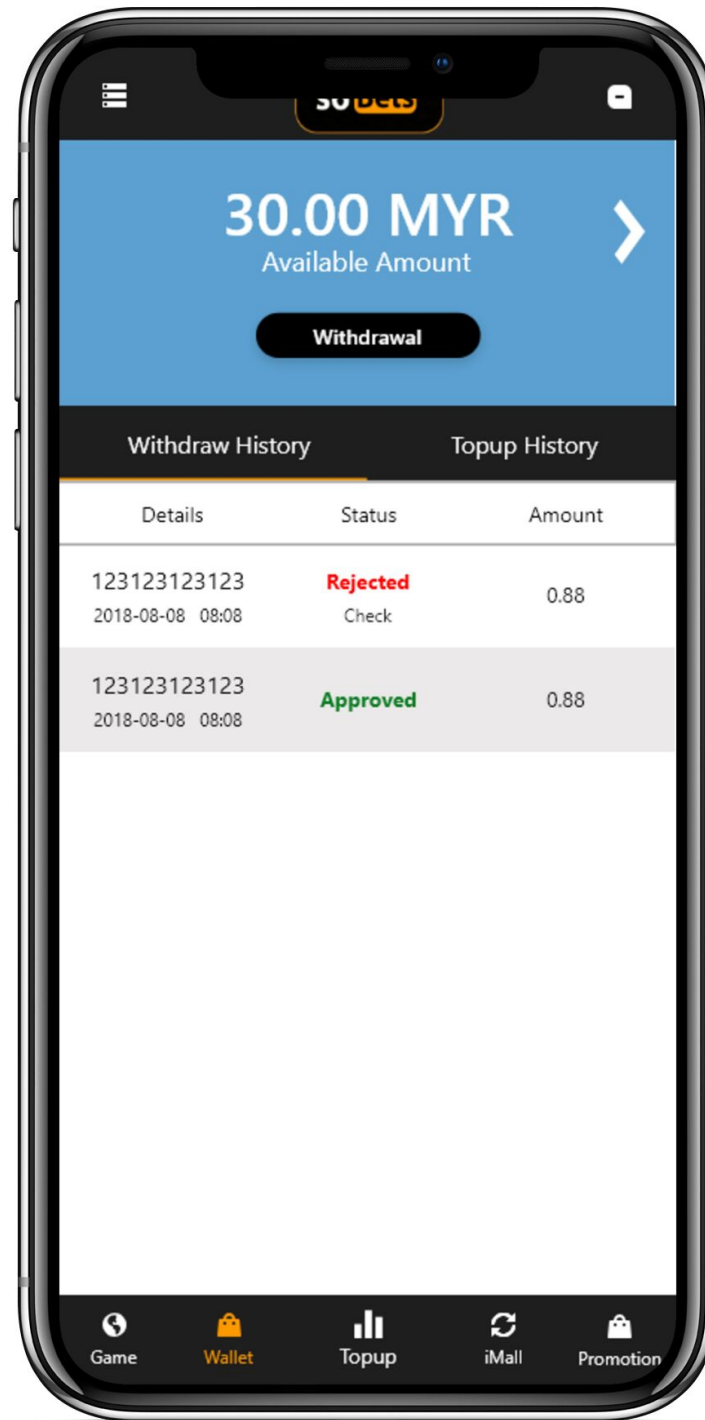 Bets
30.00 MYR
Available Amount
Withdrawal
Withdraw History Topup History
Details Status Amount
123123123123 Rejected 0.88
2018-08-08 08:08 Check
123123123123 Approved 0.88
2018-08-08 08:08
Game Wallet Topup iMall Promotion